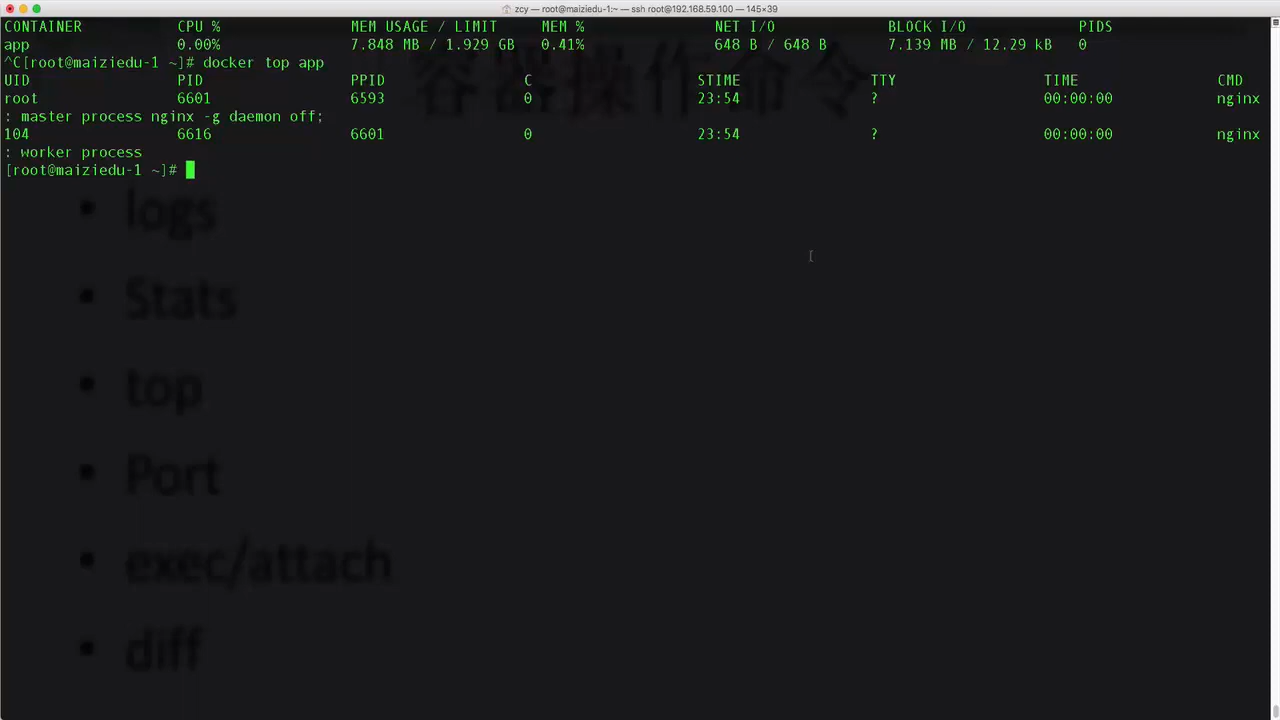 zcy — root@maiziedu-1:~ — ssh root@192.168.59.100 — 145×39
CONTAINER CPU % MEM USAGE / LIMIT MEM % NET I/O BLOCK I/O PIDS
app 0.00% 7.848 MB / 1.929 GB 0.41% 648 B / 648 B 7.139 MB / 12.29 kB 0
^C[root@maiziedu-1 ~]# docker top app
UID PID PPID C STIME TTY TIME CMD
root 6601 6593 0 23:54 ? 00:00:00 nginx
: master process nginx -g daemon off;
104 6616 6601 0 23:54 ? 00:00:00 nginx
: worker process
[root@maiziedu-1 ~]#
容器操作命令
• logs
• Stats
• top
• Port
• exec/attach
• diff